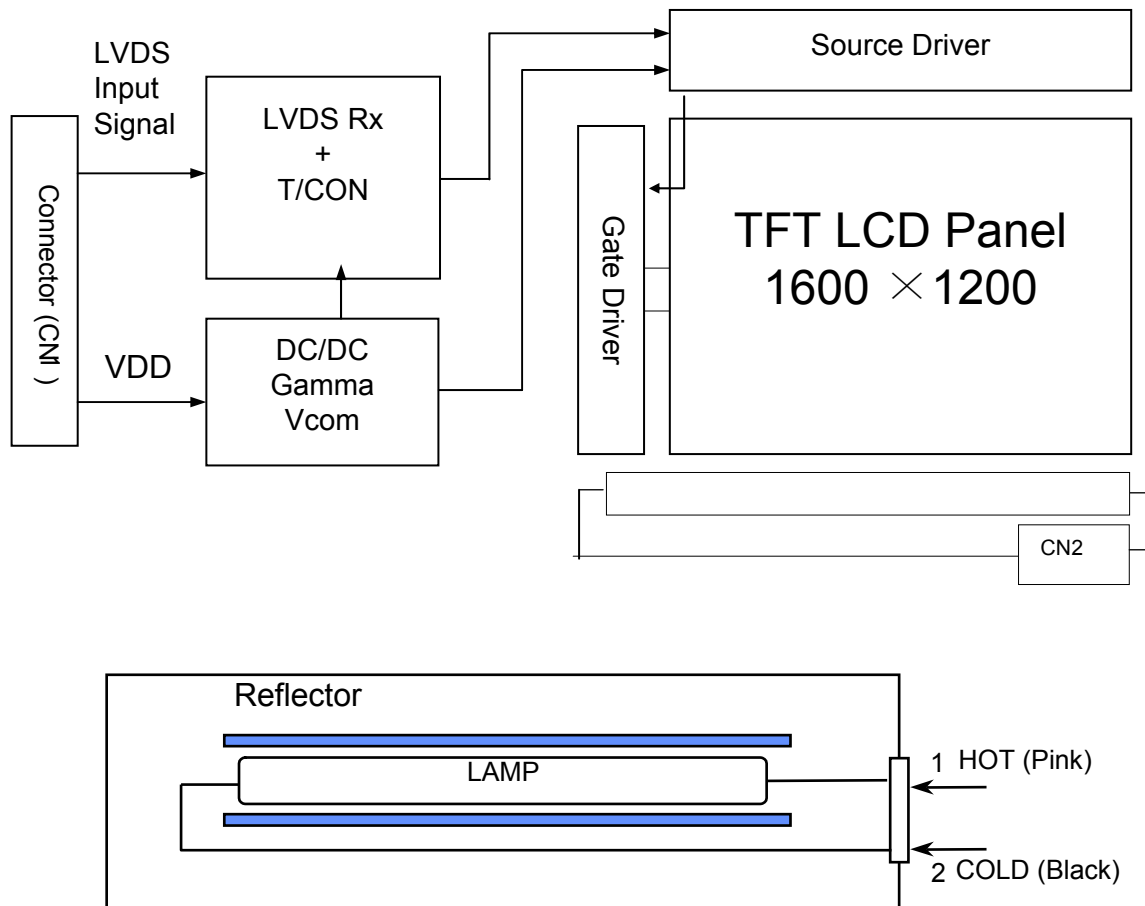 LVDS
Input
Signal
Connector (CN1)
VDD
LVDS Rx
+
T/CON
DC/DC
Gamma
Vcom
Source Driver
Gate Driver
TFT LCD Panel
1600 × 1200
CN2
Reflector
LAMP
1 HOT (Pink)
2 COLD (Black)